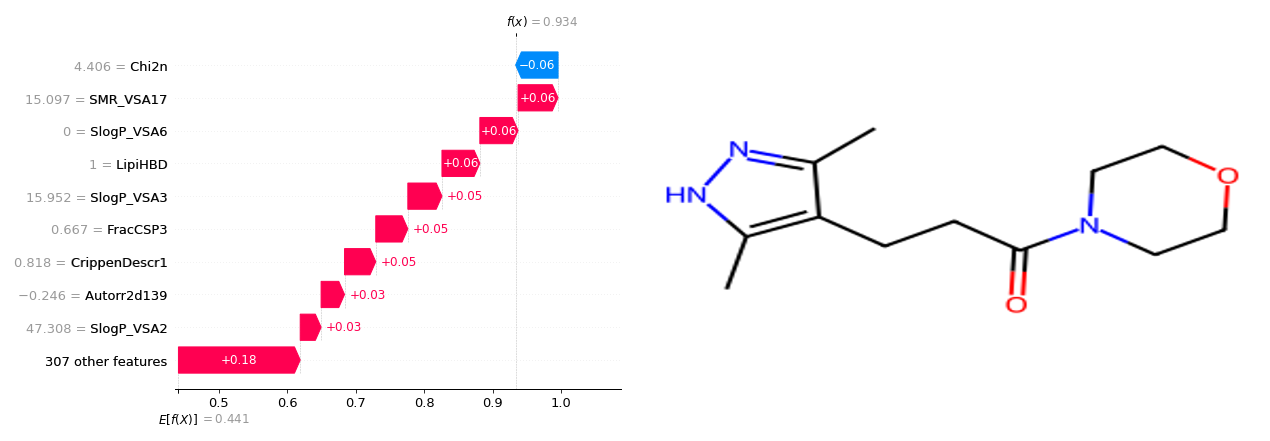 f(x) = 0.934
4.406 = Chi2n
−0.06
15.097 = SMR_VSA17
+0.06
0 = SlogP_VSA6
+0.06
1 = LipiHBD
+0.06
15.952 = SlogP_VSA3
+0.05
0.667 = FracCSP3
+0.05
0.818 = CrippenDescr1
+0.05
−0.246 = Autorr2d139
+0.03
47.308 = SlogP_VSA2
+0.03
307 other features
+0.18
0.5 0.6 0.7 0.8 0.9 1.0
E[f(X)] = 0.441
N
HN
N
O
O